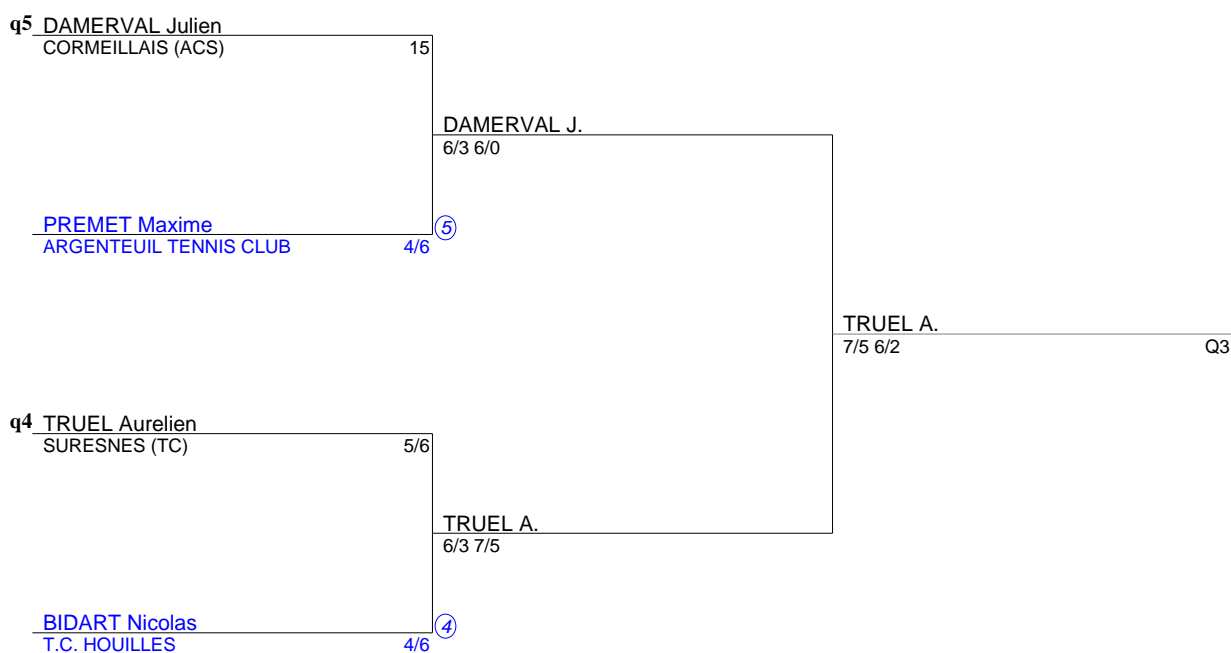 q5 DAMERVAL Julien
CORMEILLAIS (ACS) 15
DAMERVAL J.
6/3 6/0
PREMET Maxime 5
ARGENTEUIL TENNIS CLUB 4/6
TRUEL A.
7/5 6/2 Q3
q4 TRUEL Aurelien
SURESNES (TC) 5/6
TRUEL A.
6/3 7/5
BIDART Nicolas 4
T.C. HOUILLES 4/6